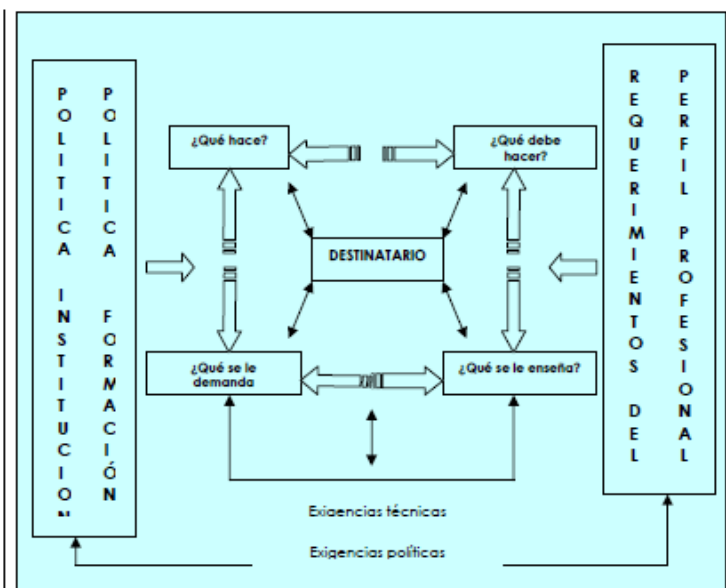 POLITICA INSTITUCION
POLITICA FORMACIÓN
¿Qué hace?
¿Qué debe
hacer?
DESTINATARIO
¿Qué se le
demanda
¿Qué se le enseña?
REQUERIMIENTOS DEL
PERFIL PROFESIONAL
Exigencias técnicas
Exigencias políticas